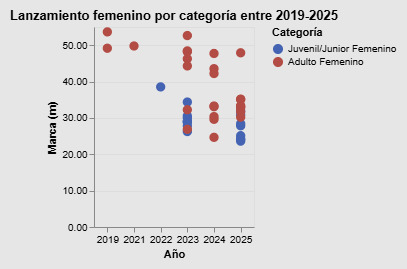 Lanzamiento femenino por categoría entre 2019-2025
Categoría
Juvenil/Junior Femenino
Adulto Femenino
50.00
40.00
30.00
20.00
10.00
0.00
Marca (m)
2019 2021 2022 2023 2024 2025
Año